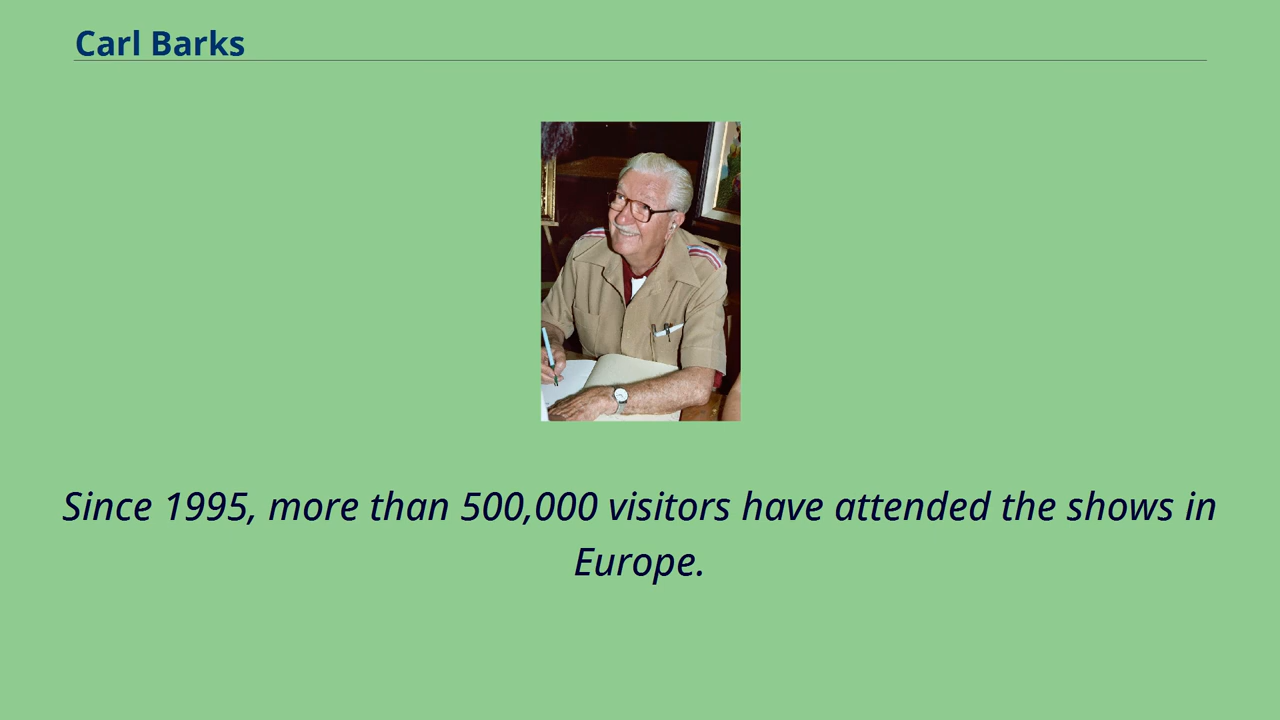 Carl Barks
Since 1995, more than 500,000 visitors have attended the shows in
Europe.